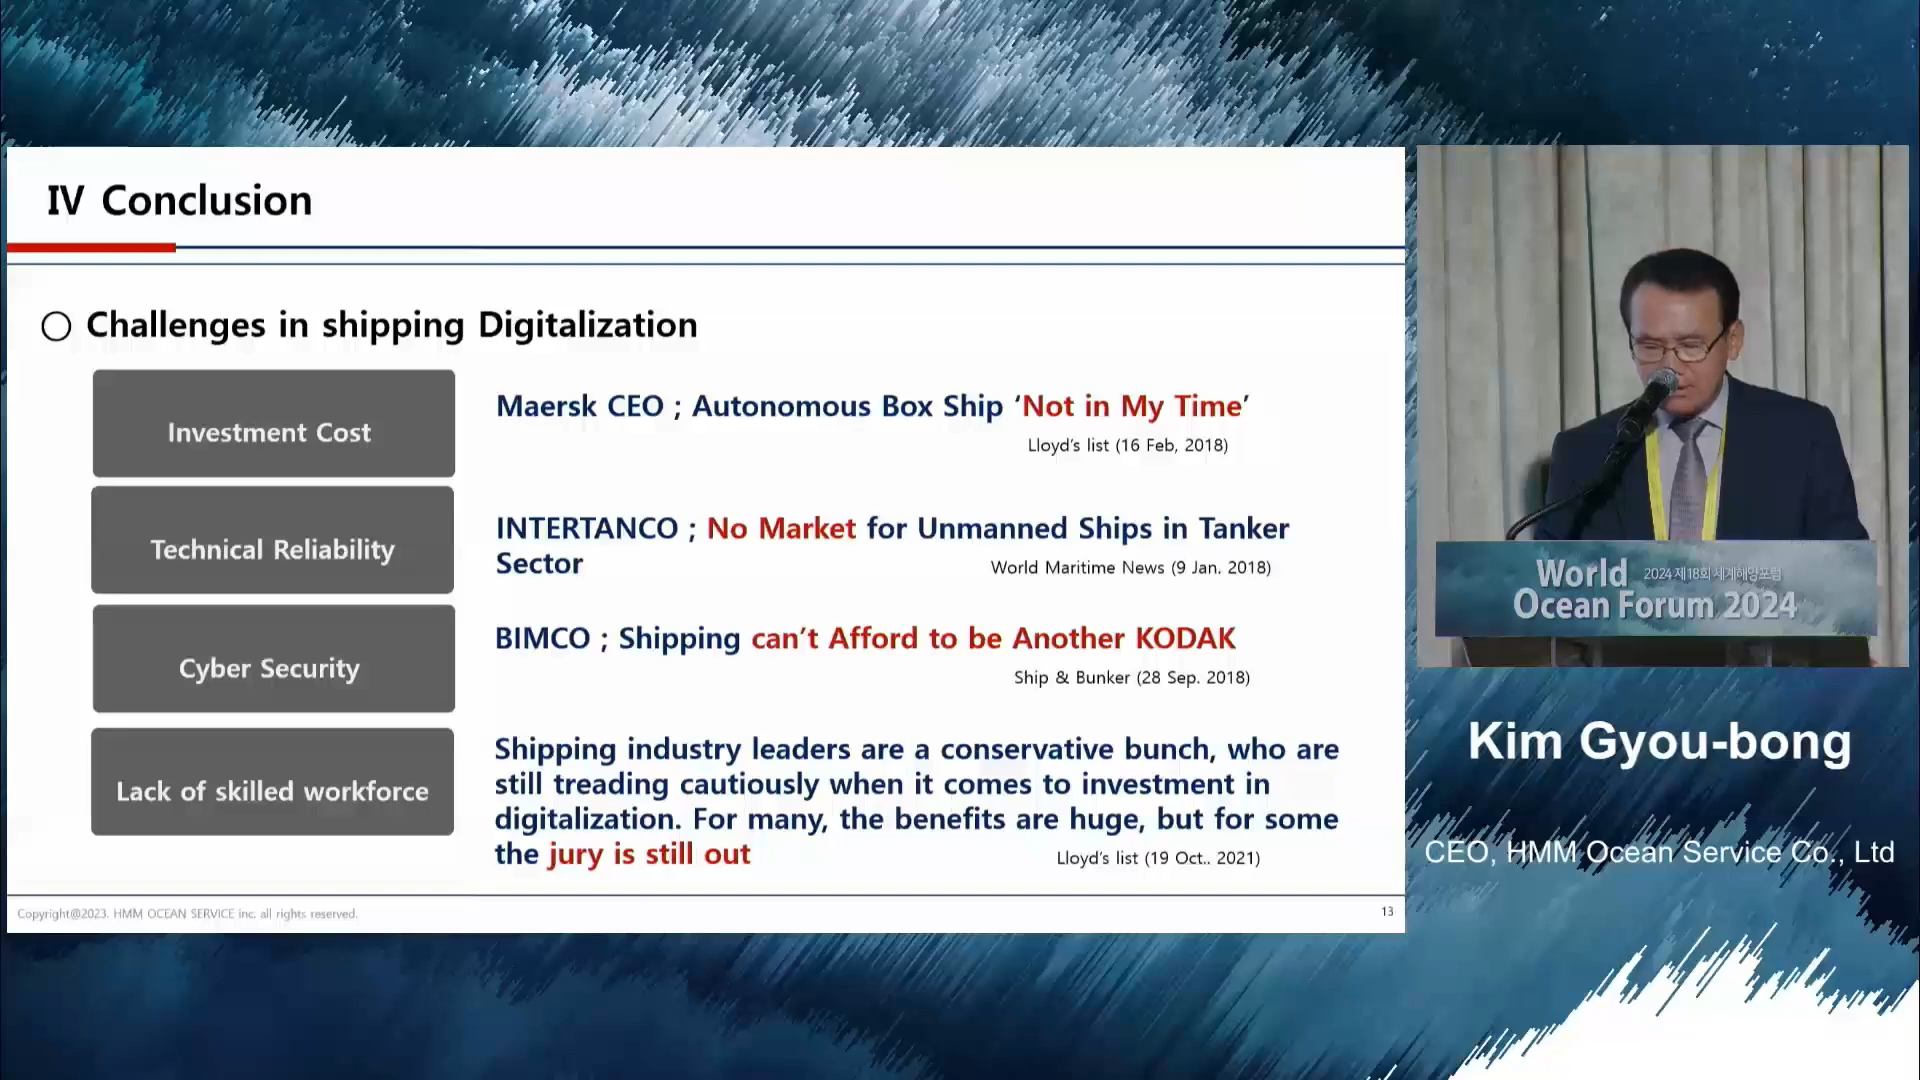 IV Conclusion
○ Challenges in shipping Digitalization
Investment Cost
Technical Reliability
Cyber Security
Lack of skilled workforce
Maersk CEO ; Autonomous Box Ship ‘Not in My Time’
Lloyd’s list (16 Feb, 2018)
INTERTANCO ; No Market for Unmanned Ships in Tanker
Sector
World Maritime News (9 Jan. 2018)
BIMCO ; Shipping can’t Afford to be Another KODAK
Ship & Bunker (28 Sep. 2018)
Shipping industry leaders are a conservative bunch, who are
still treading cautiously when it comes to investment in
digitalization. For many, the benefits are huge, but for some
the jury is still out
Lloyd’s list (19 Oct.. 2021)
Copyright@2023. HMM OCEAN SERVICE inc. all rights reserved.
13
World 2024 제18회 세계해양포럼
Ocean Forum 2024
Kim Gyou-bong
CEO, HMM Ocean Service Co., Ltd